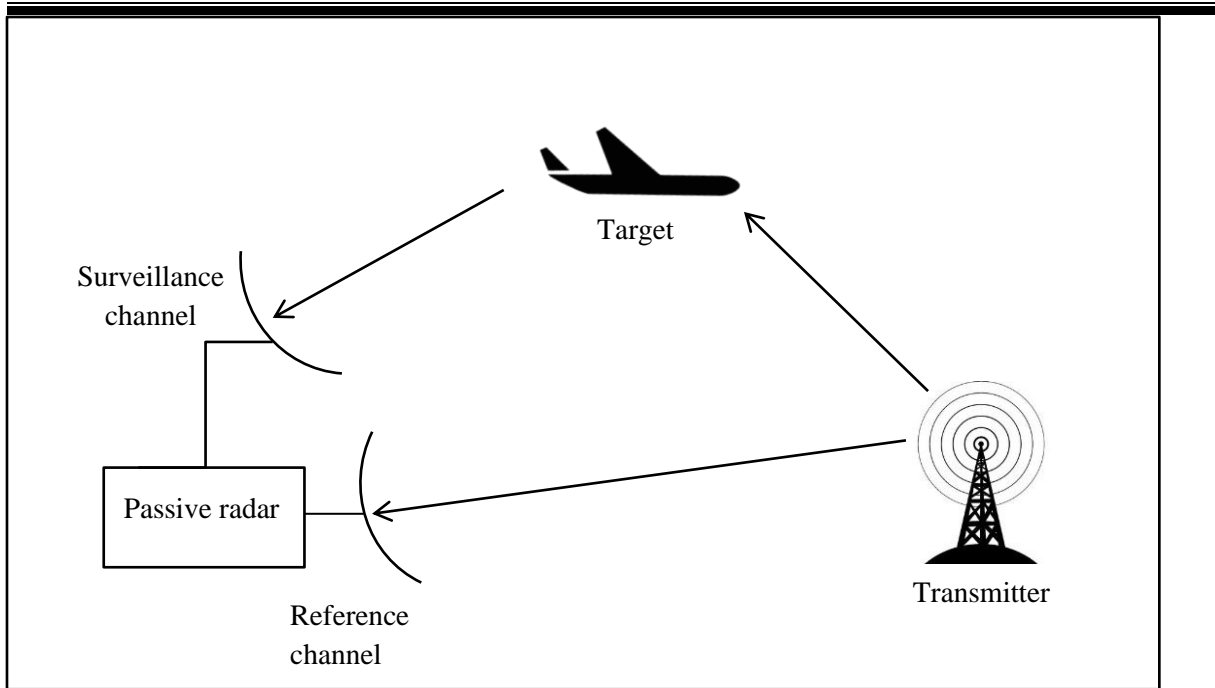 Target
Surveillance
channel
Passive radar
Transmitter
Reference
channel